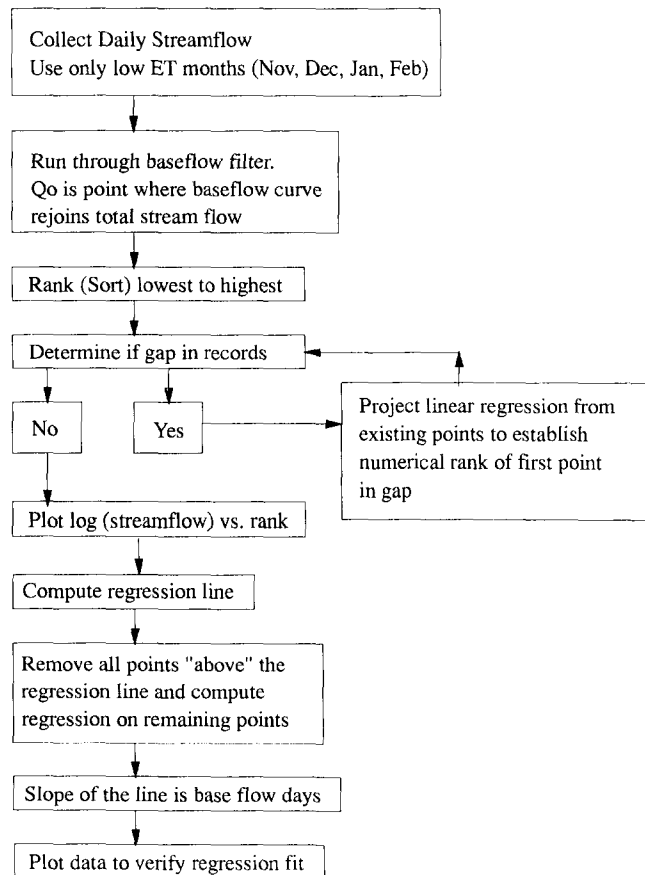 Collect Daily Streamflow
Use only low ET months (Nov, Dec, Jan, Feb)
Run through baseflow filter.
Qo is point where baseflow curve
rejoins total stream flow
Rank (Sort) lowest to highest
Determine if gap in records
No
Yes
Project linear regression from
existing points to establish
numerical rank of first point
in gap
Plot log (streamflow) vs. rank
Compute regression line
Remove all points "above" the
regression line and compute
regression on remaining points
Slope of the line is base flow days
Plot data to verify regression fit